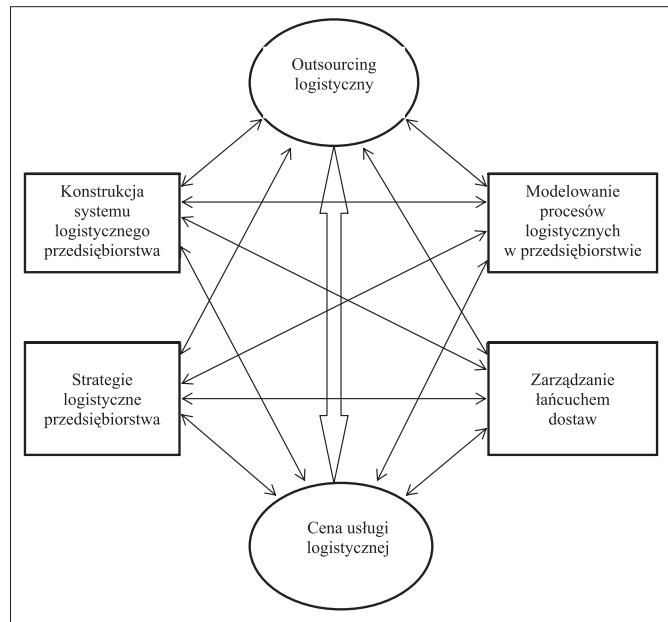 Outsourcing
logistyczny
Konstrukcja
systemu
logistycznego
przedsiębiorstwa
Modelowanie
procesów
logistycznych
w przedsiębiorstwie
Strategie
logistyczne
przedsiębiorstwa
Zarządzanie
łańcuchem
dostaw
Cena usługi
logistycznej